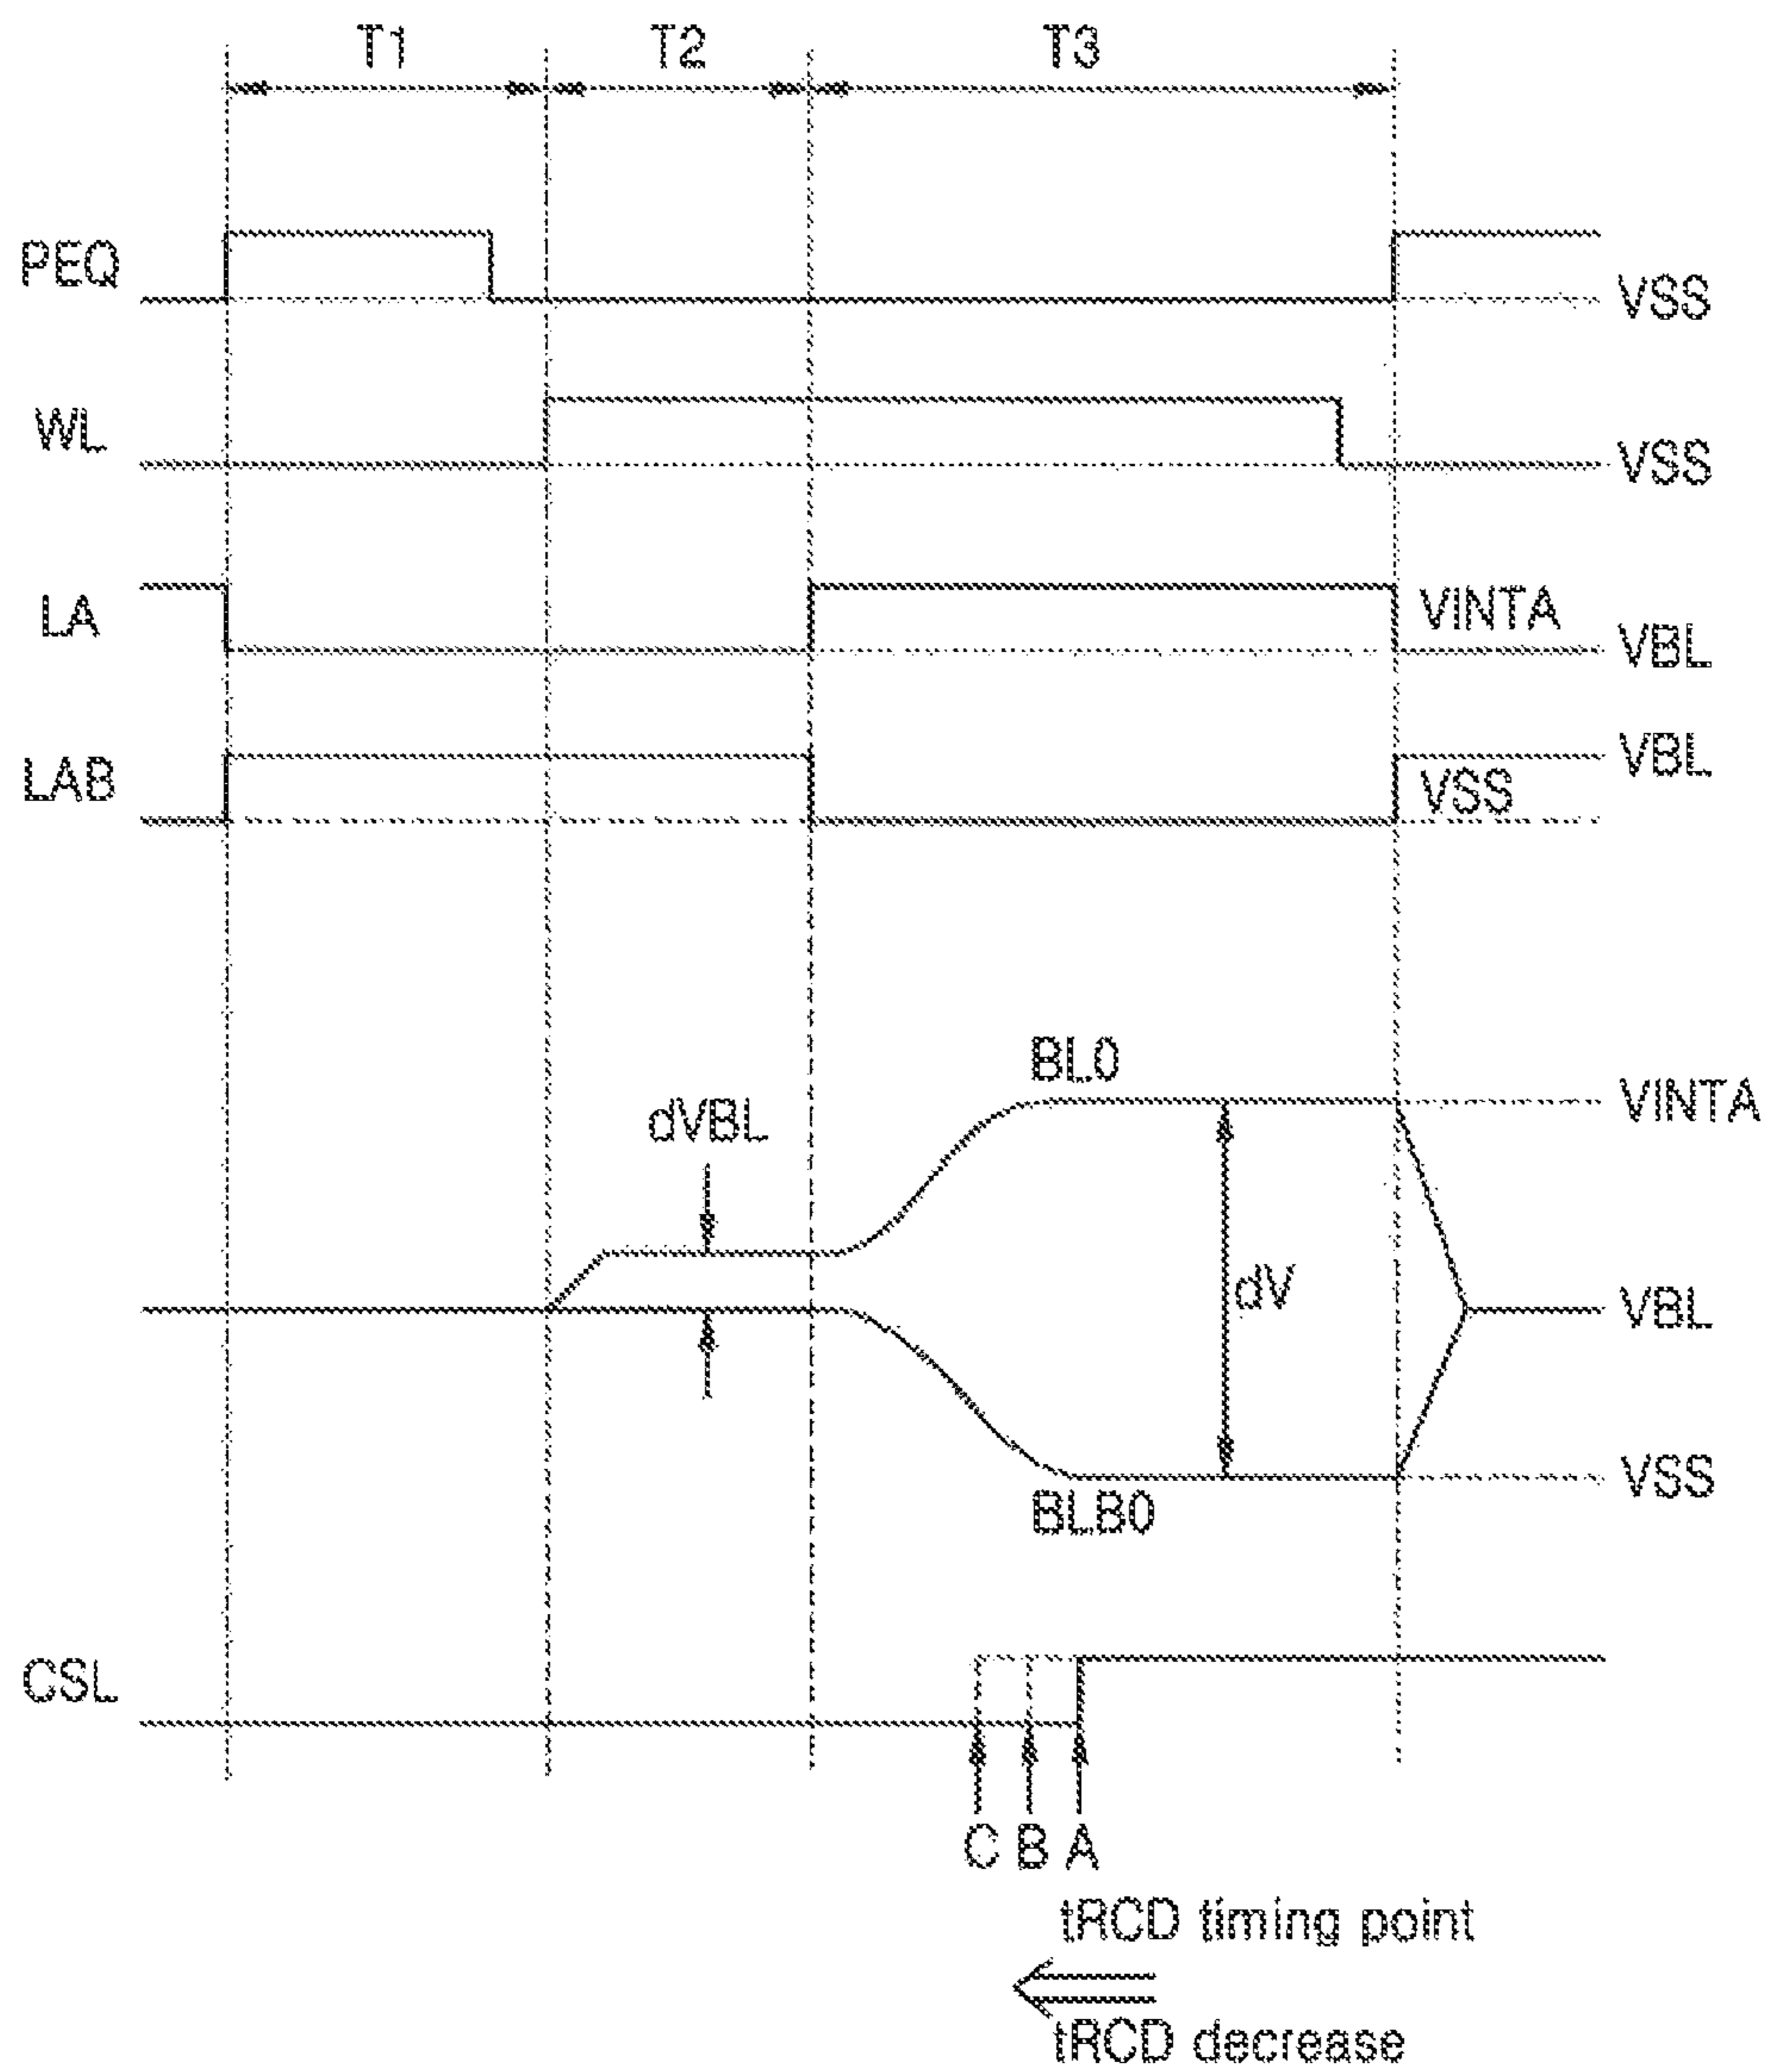 T1 T2 T3
PEQ
VSS
WL
VSS
LA
VINTA
VBL
LAB
VBL
VSS
BL0
VINTA
dVBL
dV
VBL
VSS
BLB0
CSL
C B A
tRCD timing point
tRCD decrease